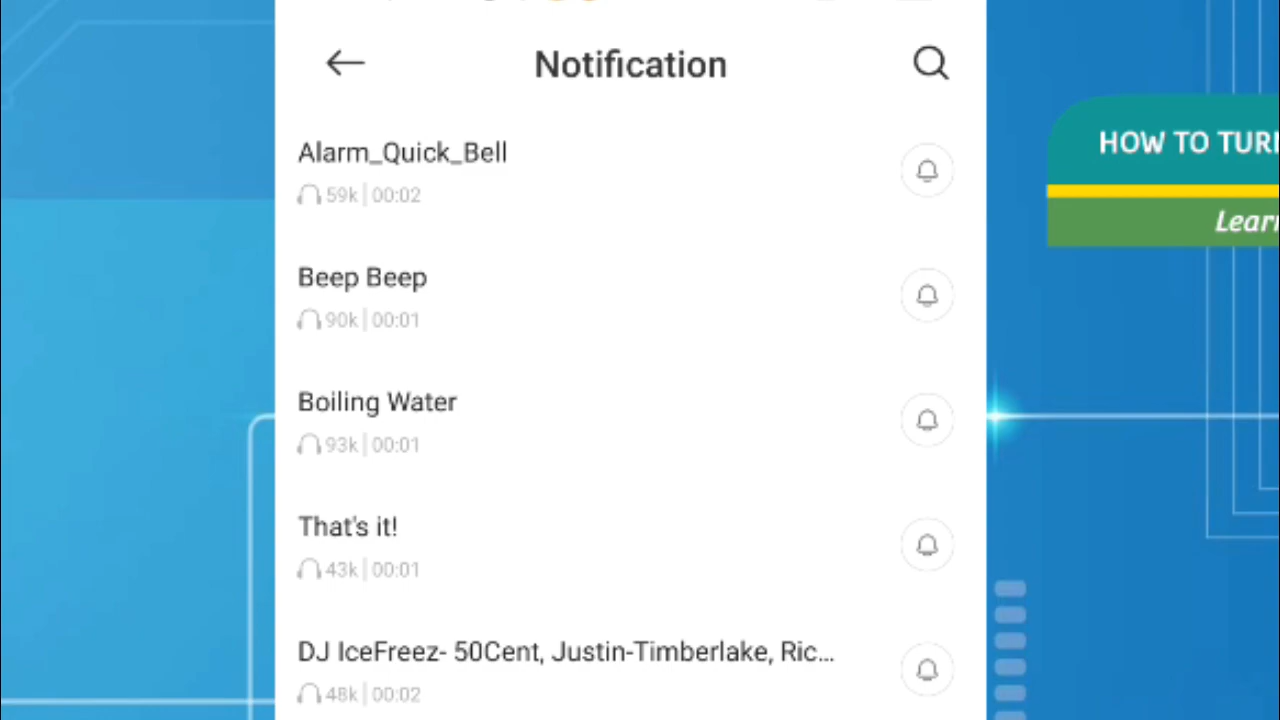 Notification
Alarm_Quick_Bell
59k | 00:02
Beep Beep
90k | 00:01
Boiling Water
93k | 00:01
That's it!
43k | 00:01
DJ IceFreez- 50Cent, Justin-Timberlake, Ric...
48k | 00:02
HOW TO TUR
Lear